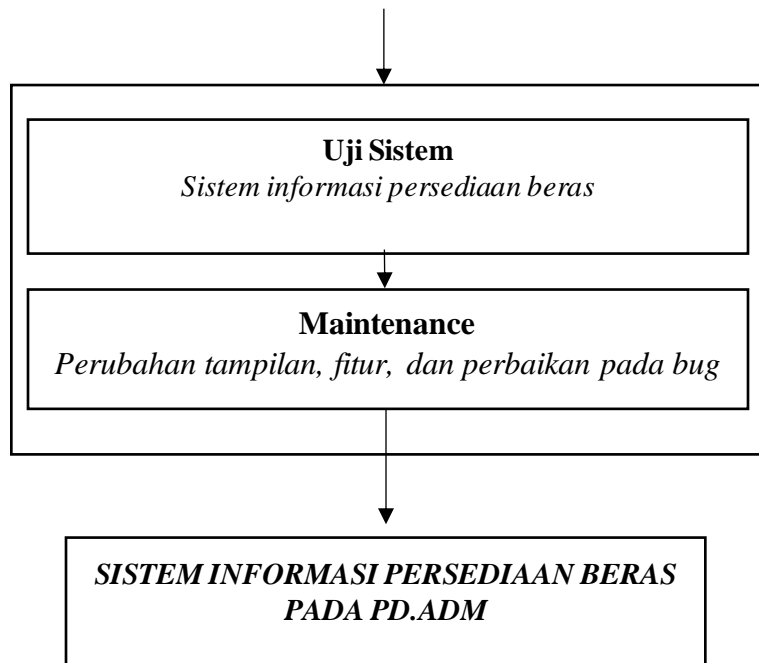 Uji Sistem
Sistem informasi persediaan beras
Maintenance
Perubahan tampilan, fitur, dan perbaikan pada bug
SISTEM INFORMASI PERSEDIAAN BERAS
PADA PD.ADM